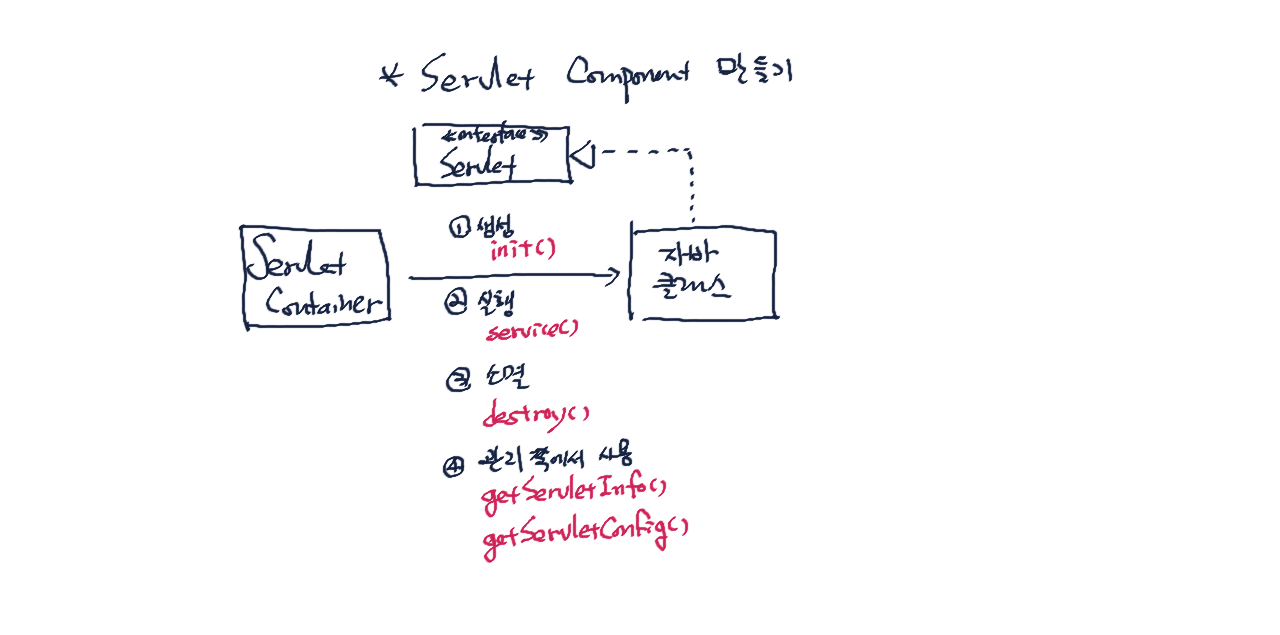 * Servlet Component 만들기
<<interface>>
Servlet
Servlet
Container
① 생성
init()
② 실행
service()
③ 소멸
destroy()
④ 관리 쪽에서 사용
getServletInfo()
getServletConfig()
자바
클래스